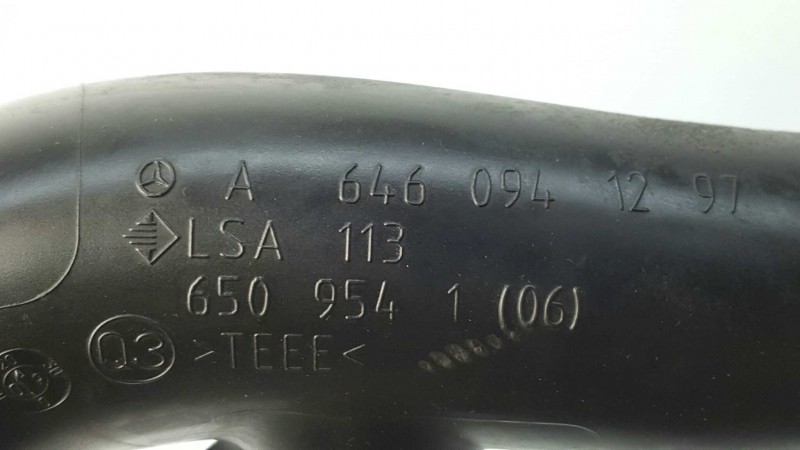 A 646 094 12 97
LSA 113
650 954 1 (06)
Q3 >TEEE<